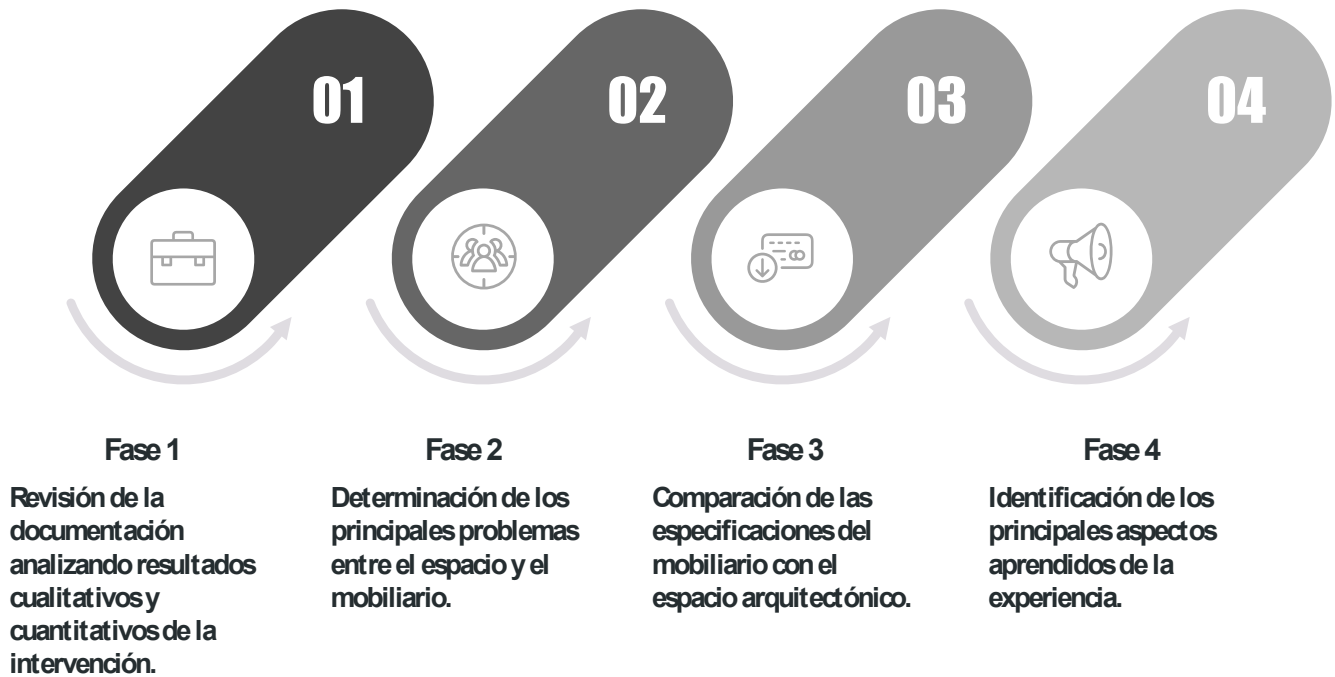 01
02
03
04
Fase 1
Revisión de la
documentación
analizando resultados
cualitativos y
cuantitativos de la
intervención.
Fase 2
Determinación de los
principales problemas
entre el espacio y el
mobiliario.
Fase 3
Comparación de las
especificaciones del
mobiliario con el
espacio arquitectónico.
Fase 4
Identificación de los
principales aspectos
aprendidos de la
experiencia.